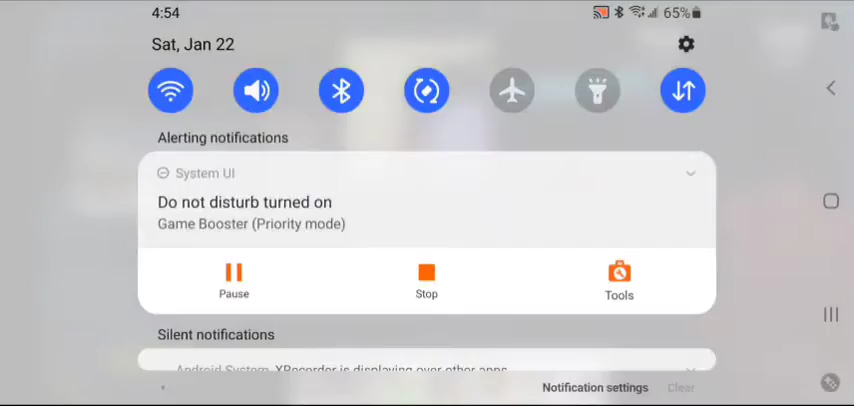 4:54
65%
Sat, Jan 22
Alerting notifications
System UI
Do not disturb turned on
Game Booster (Priority mode)
Pause
Stop
Tools
Silent notifications
Android System, XRecorder is displaying over other apps
Notification settings
Clear